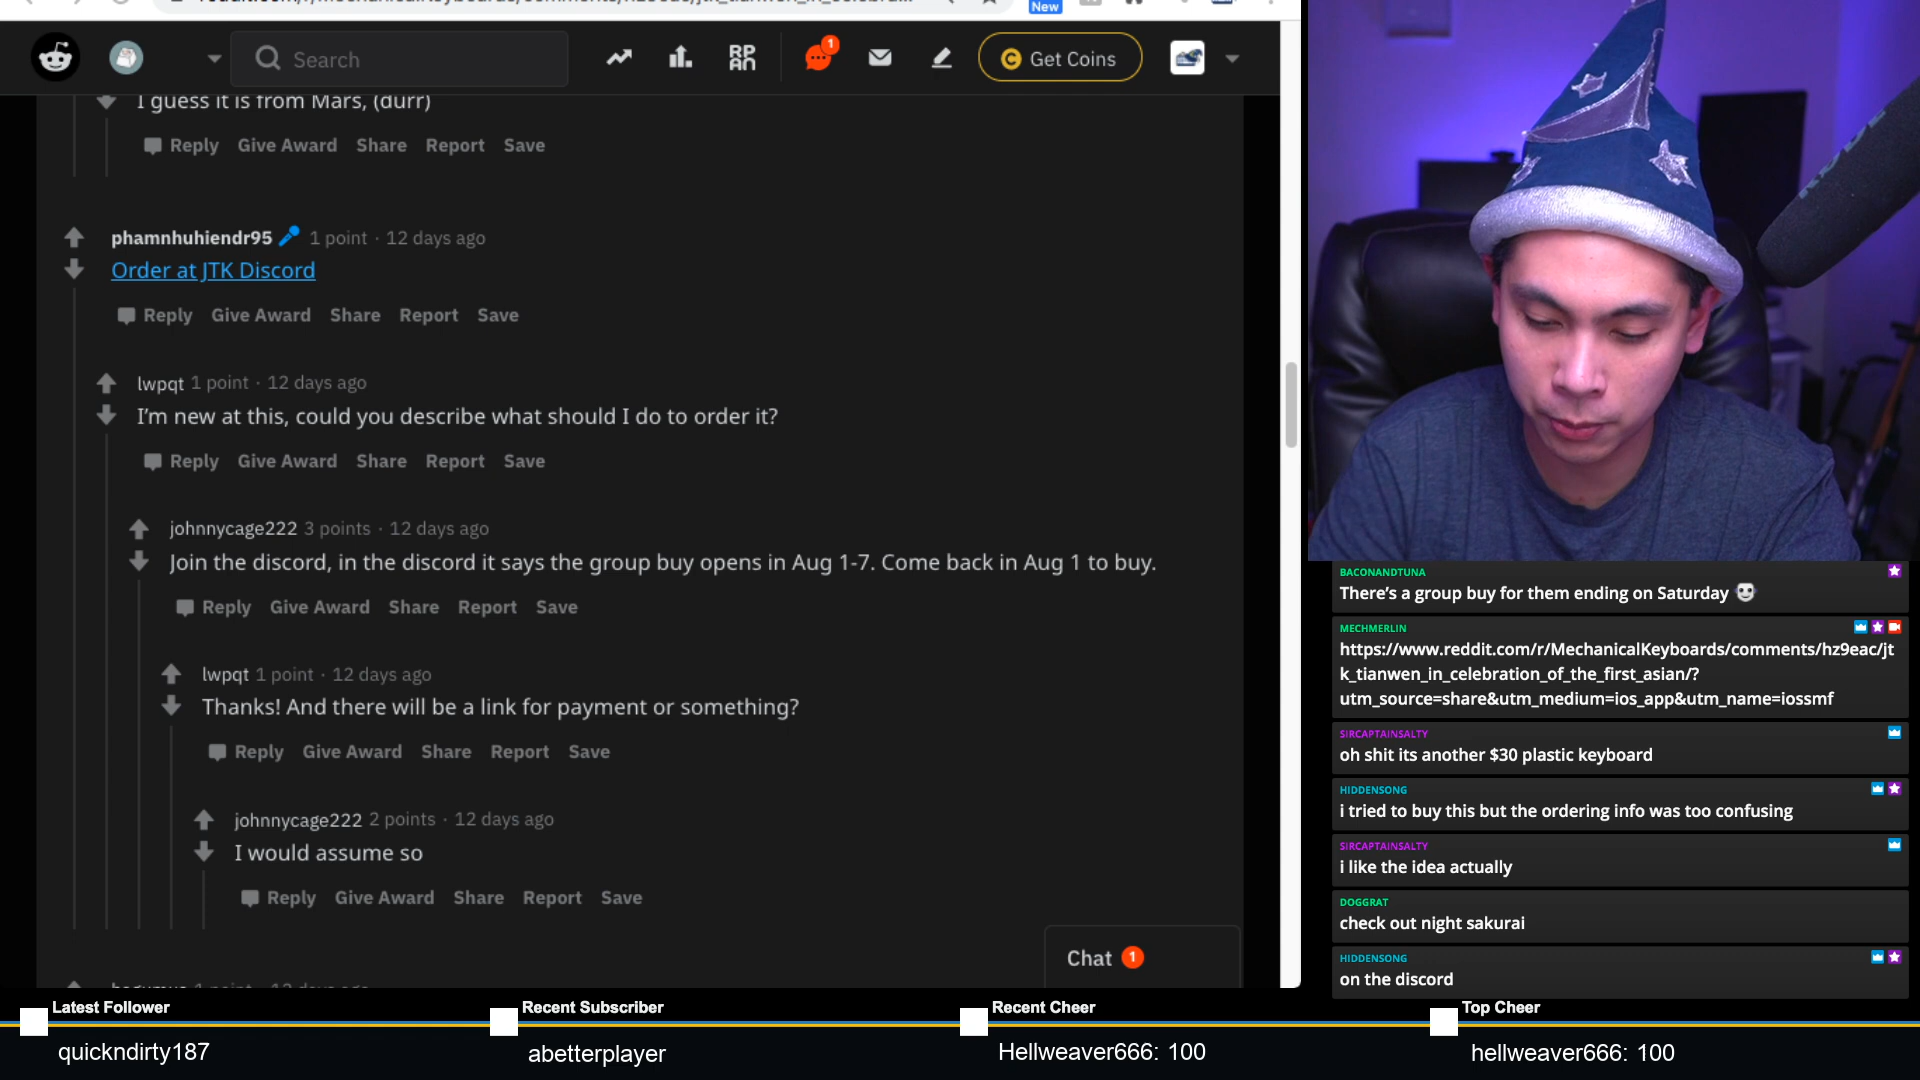 New
Search
RPAN
1
Get Coins
I guess it is from Mars, (durr)
Reply Give Award Share Report Save
phamnhuhiendr95 1 point · 12 days ago
Order at JTK Discord
Reply Give Award Share Report Save
lwpqt 1 point · 12 days ago
I'm new at this, could you describe what should I do to order it?
Reply Give Award Share Report Save
johnnycage222 3 points · 12 days ago
Join the discord, in the discord it says the group buy opens in Aug 1-7. Come back in Aug 1 to buy.
Reply Give Award Share Report Save
lwpqt 1 point · 12 days ago
Thanks! And there will be a link for payment or something?
Reply Give Award Share Report Save
johnnycage222 2 points · 12 days ago
I would assume so
Reply Give Award Share Report Save
Chat 1
BACONANDTUNA
There's a group buy for them ending on Saturday
MECHMERLIN
https://www.reddit.com/r/MechanicalKeyboards/comments/hz9eac/jt
k_tianwen_in_celebration_of_the_first_asian/?
utm_source=share&utm_medium=ios_app&utm_name=iossmf
SIRCAPTAINSALTY
oh shit its another $30 plastic keyboard
HIDDENSONG
i tried to buy this but the ordering info was too confusing
SIRCAPTAINSALTY
i like the idea actually
DOGGRAT
check out night sakurai
HIDDENSONG
on the discord
Latest Follower
quickndirty187
Recent Subscriber
abetterplayer
Recent Cheer
Hellweaver666: 100
Top Cheer
hellweaver666: 100